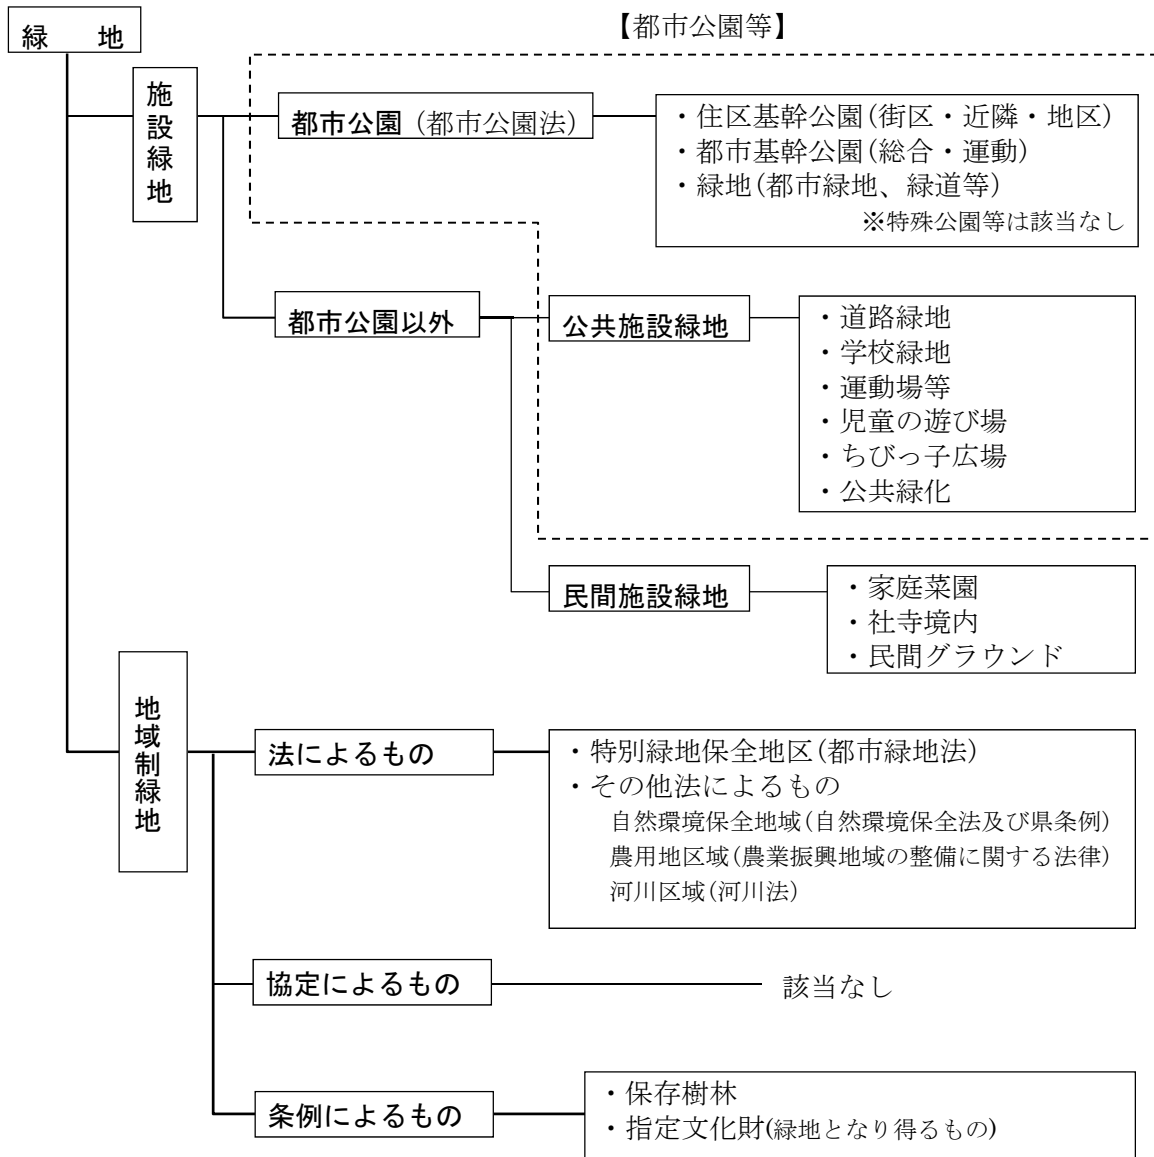 緑　地
【都市公園等】
施設緑地
都市公園（都市公園法）
・住区基幹公園(街区・近隣・地区)
・都市基幹公園(総合・運動)
・緑地(都市緑地、緑道等)
※特殊公園等は該当なし
都市公園以外
公共施設緑地
・道路緑地
・学校緑地
・運動場等
・児童の遊び場
・ちびっ子広場
・公共緑化
民間施設緑地
・家庭菜園
・社寺境内
・民間グラウンド
地域制緑地
法によるもの
・特別緑地保全地区(都市緑地法)
・その他法によるもの
自然環境保全地域(自然環境保全法及び県条例)
農用地区域(農業振興地域の整備に関する法律)
河川区域(河川法)
協定によるもの
該当なし
条例によるもの
・保存樹林
・指定文化財(緑地となり得るもの)